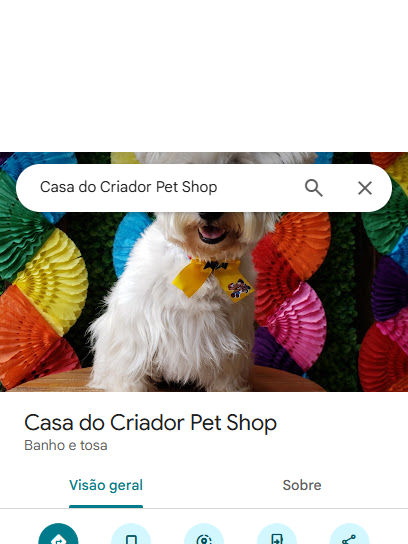 Casa do Criador Pet Shop
Casa do Criador Pet Shop
Banho e tosa
Visão geral
Sobre